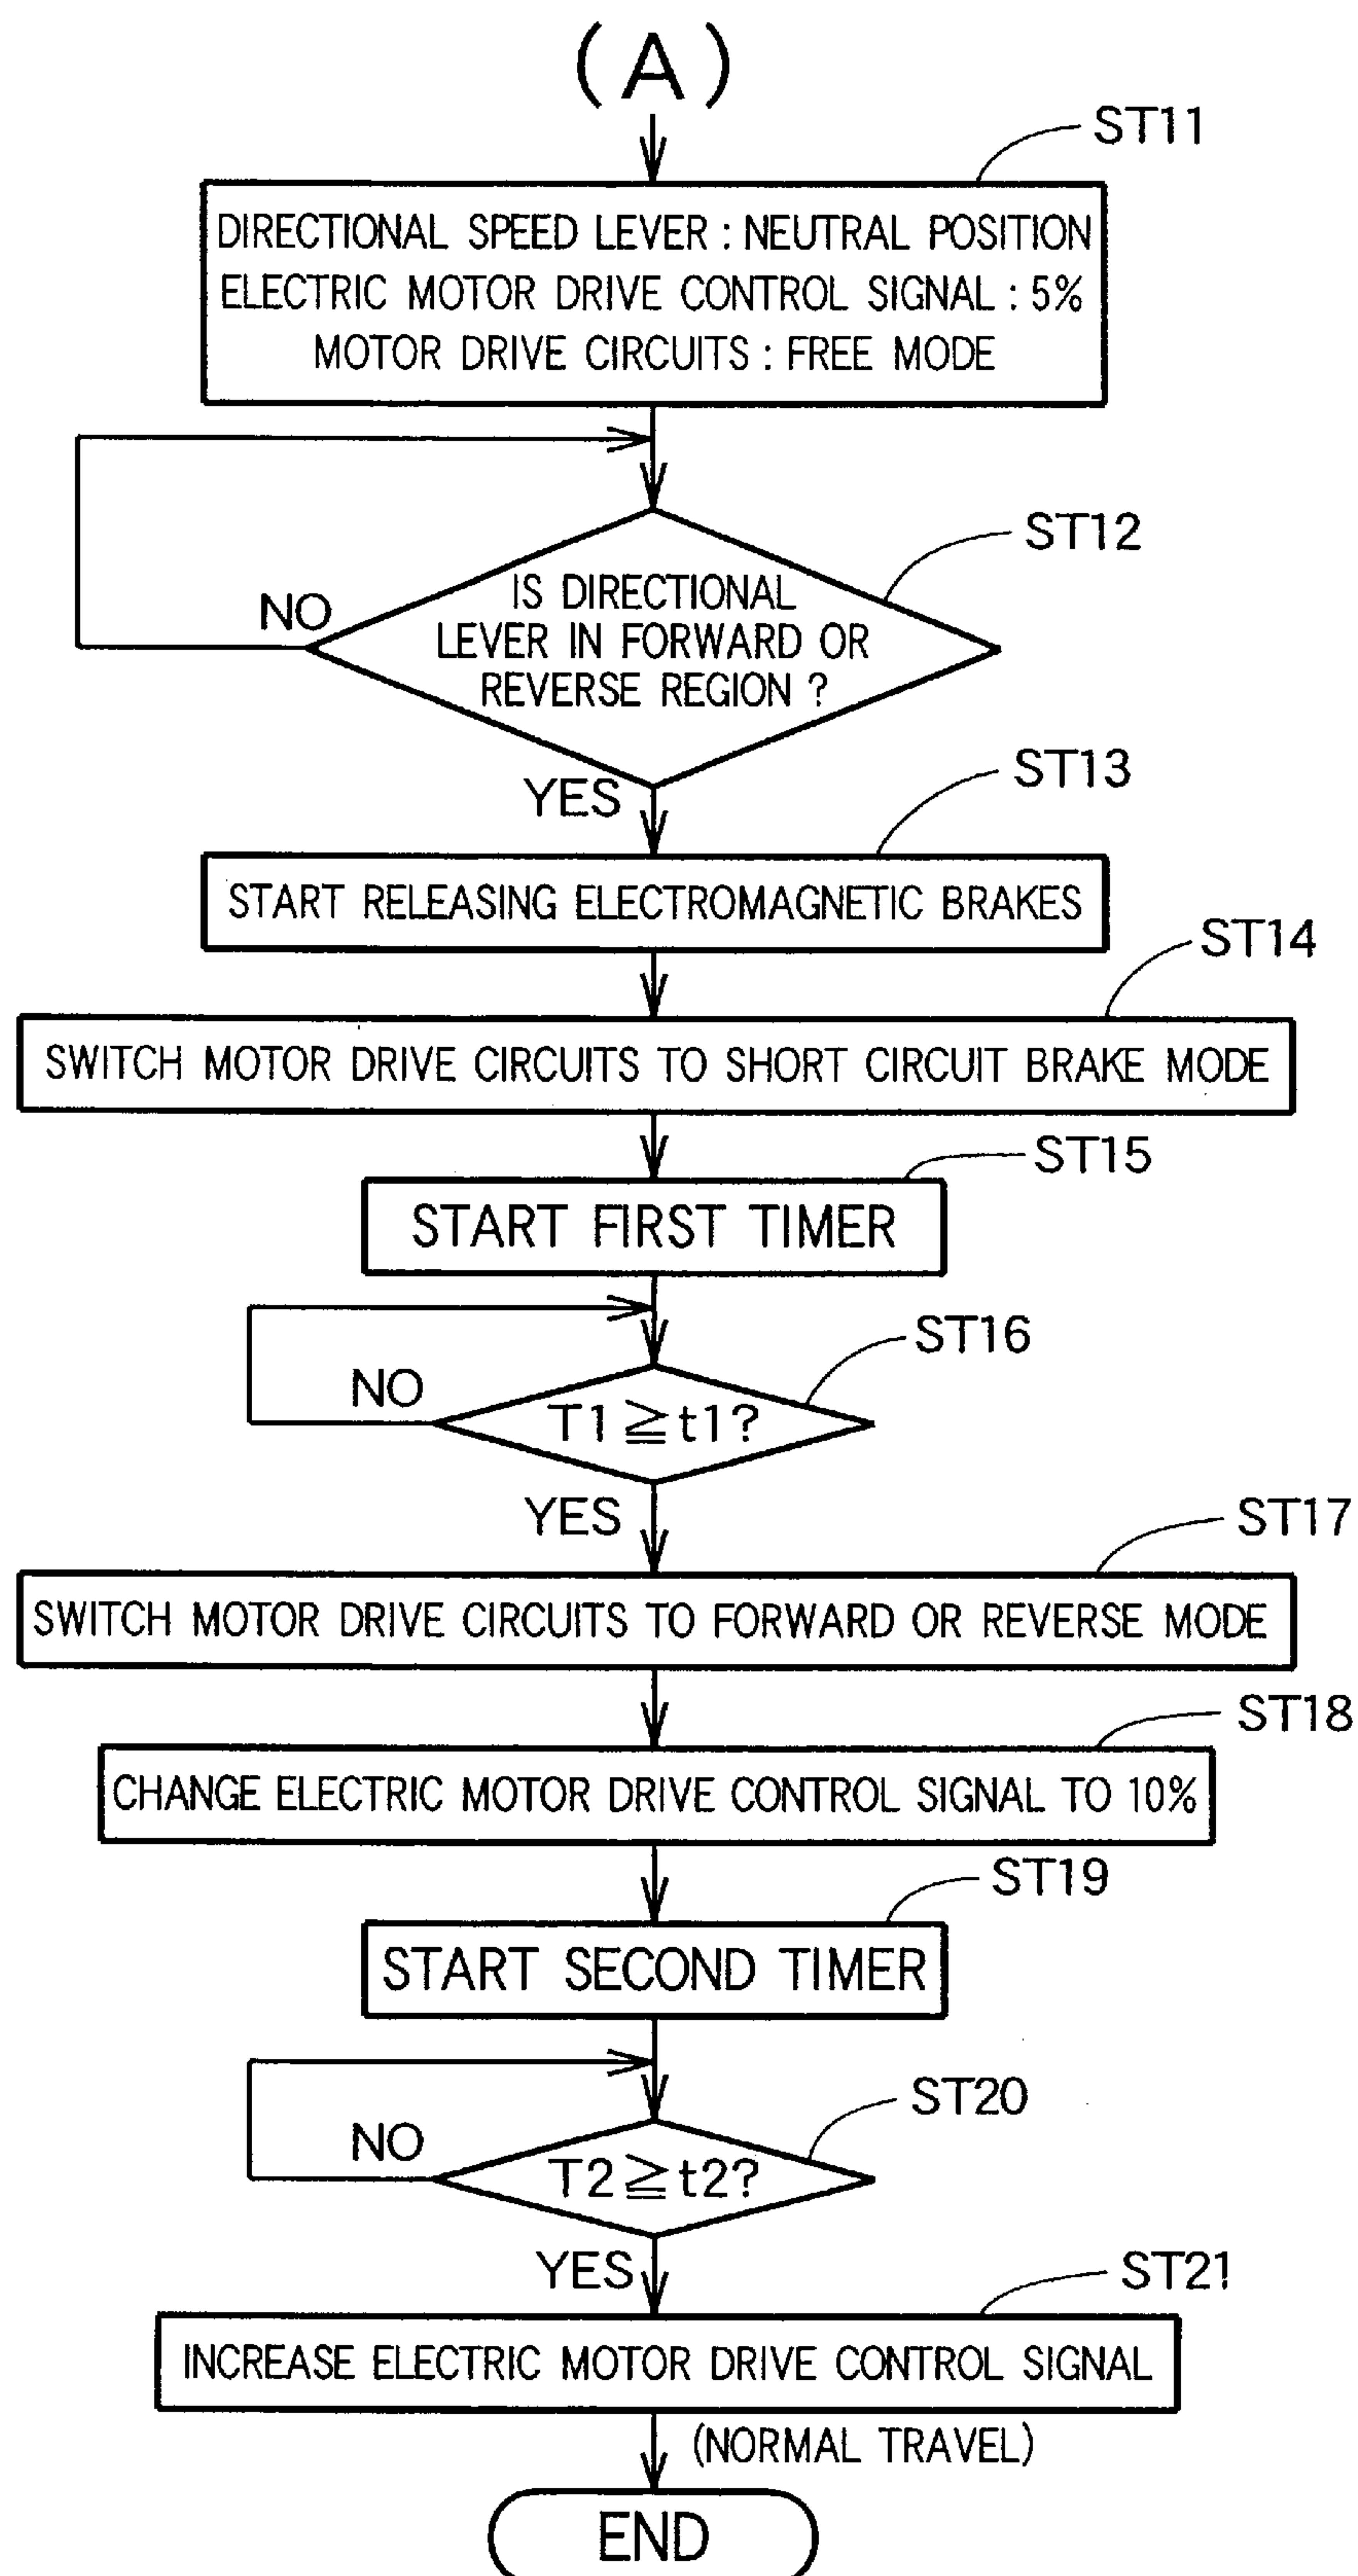 (A)
ST11
DIRECTIONAL SPEED LEVER : NEUTRAL POSITION
ELECTRIC MOTOR DRIVE CONTROL SIGNAL : 5%
MOTOR DRIVE CIRCUITS : FREE MODE
ST12
IS DIRECTIONAL
LEVER IN FORWARD OR
REVERSE REGION ?
NO
YES
ST13
START RELEASING ELECTROMAGNETIC BRAKES
ST14
SWITCH MOTOR DRIVE CIRCUITS TO SHORT CIRCUIT BRAKE MODE
ST15
START FIRST TIMER
ST16
NO
T1 ≧ t1?
YES
ST17
SWITCH MOTOR DRIVE CIRCUITS TO FORWARD OR REVERSE MODE
ST18
CHANGE ELECTRIC MOTOR DRIVE CONTROL SIGNAL TO 10%
ST19
START SECOND TIMER
ST20
NO
T2 ≧ t2?
YES
ST21
INCREASE ELECTRIC MOTOR DRIVE CONTROL SIGNAL
(NORMAL TRAVEL)
END